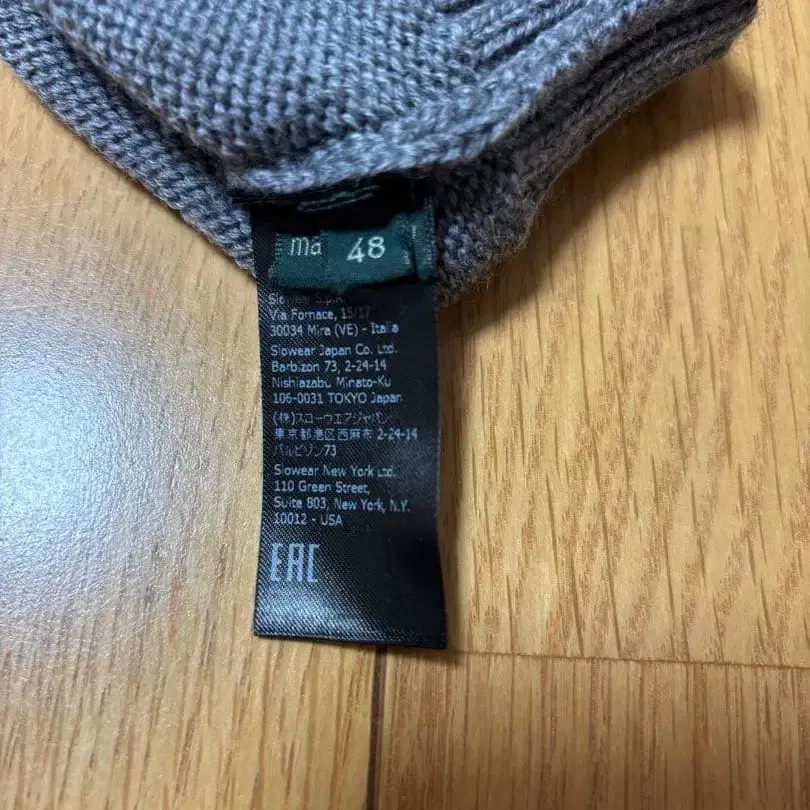 ma 48
Slowear S.p.A.
Via Fornace, 15/17
30034 Mira (VE) - Italia
Slowear Japan Co. Ltd.
Barbizon 73, 2-24-14
Nishiazabu Minato-Ku
106-0031 TOKYO Japan
(株)スローウエアジャパン
東京都港区西麻布 2-24-14
バルビゾン73
Slowear New York Ltd.
110 Green Street,
Suite 803, New York, N.Y.
10012 - USA
EAC